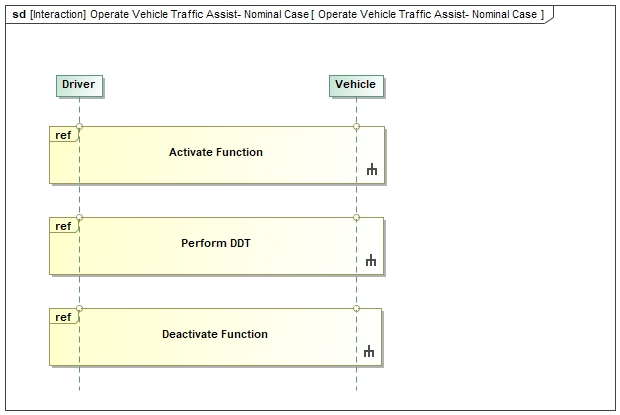 sd [Interaction] Operate Vehicle Traffic Assist- Nominal Case [ Operate Vehicle Traffic Assist- Nominal Case ]
Driver
Vehicle
ref
Activate Function
ref
Perform DDT
ref
Deactivate Function